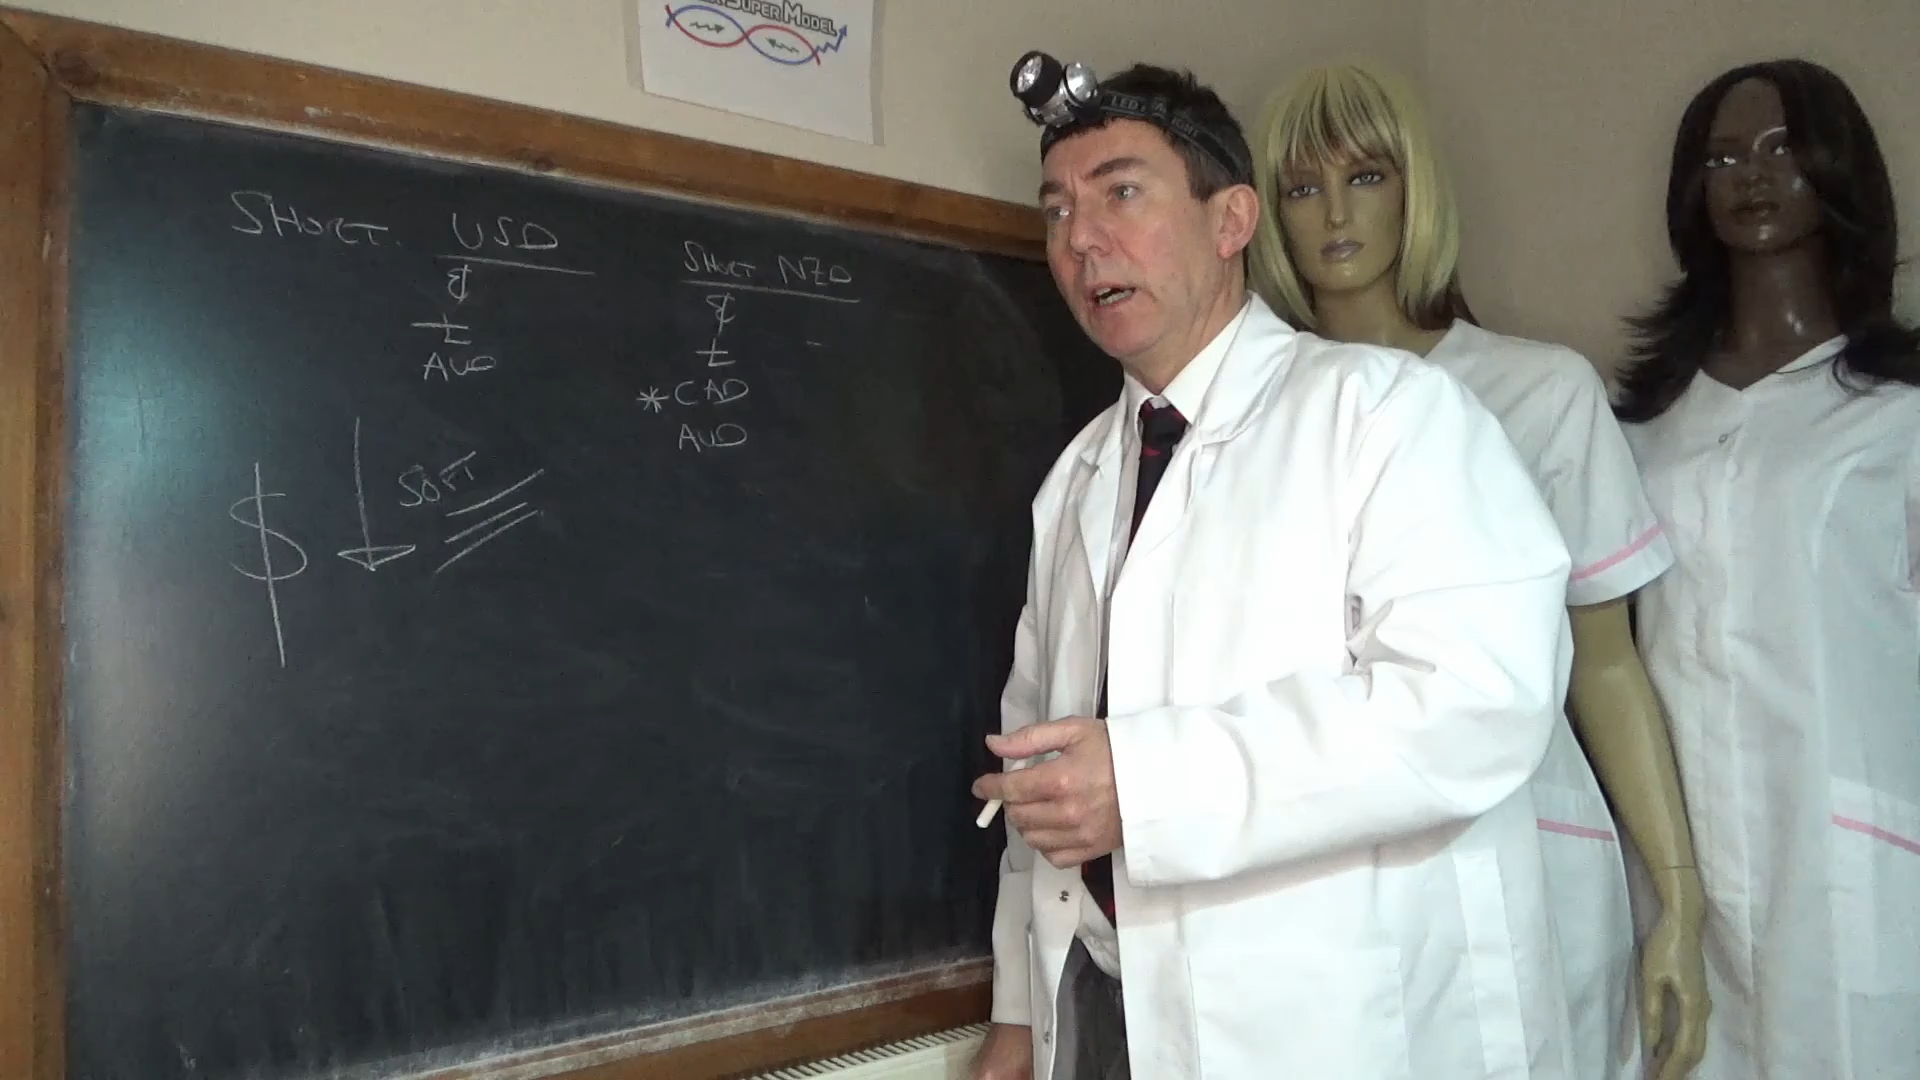 SUPER MODEL
LED
SHORT USD
£
AUD
SHORT NZD
£
*CAD
AUD
$ ↓ SOFT